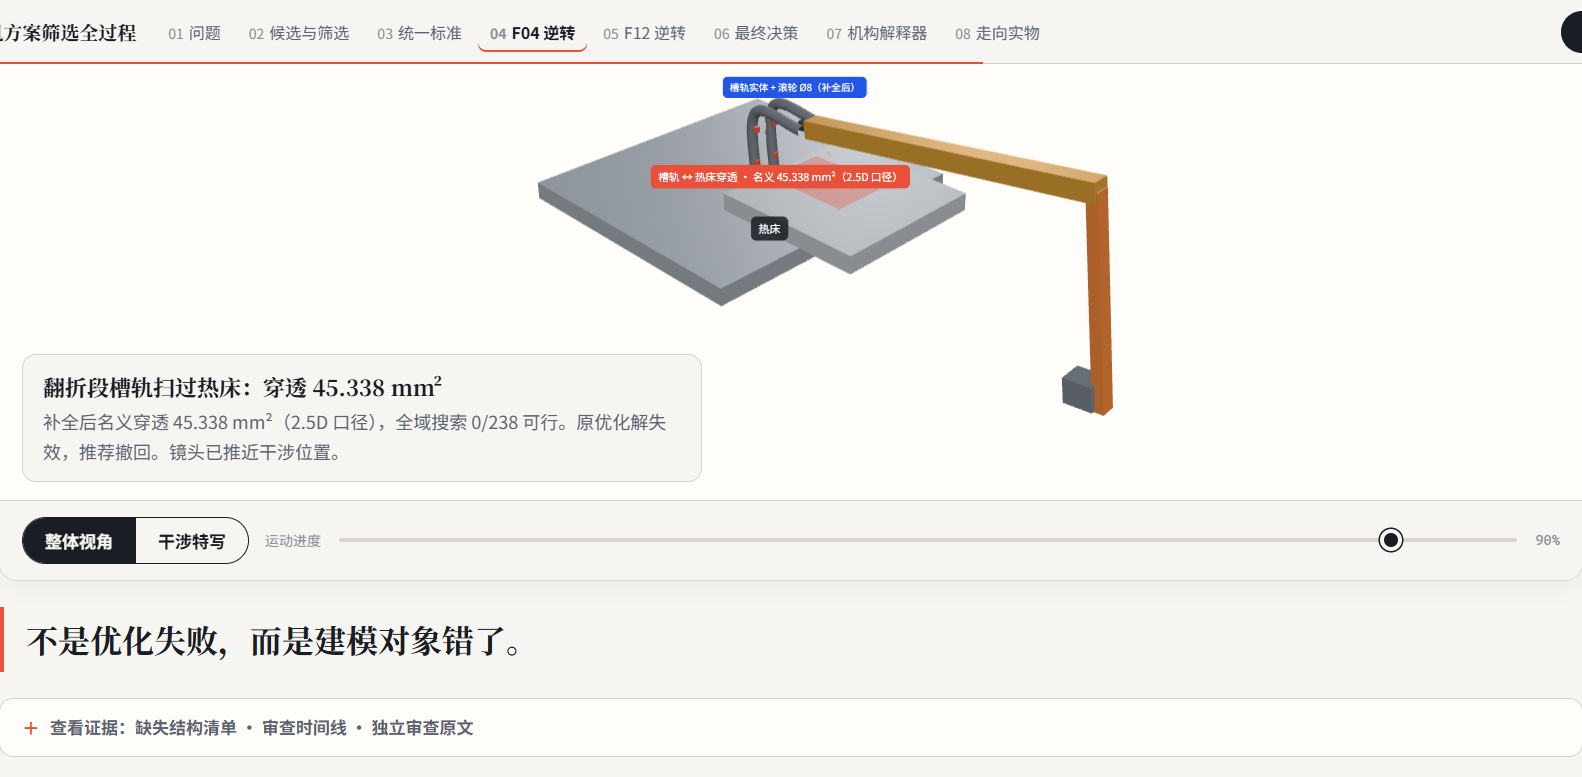 方案筛选全过程
01 问题
02 候选与筛选
03 统一标准
04 F04 逆转
05 F12 逆转
06 最终决策
07 机构解释器
08 走向实物
槽轨实体 + 滚轮 Ø8（补全后）
槽轨 ↔ 热床穿透 · 名义 45.338 mm²（2.5D 口径）
热床
翻折段槽轨扫过热床：穿透 45.338 mm²
补全后名义穿透 45.338 mm²（2.5D 口径），全域搜索 0/238 可行。原优化解失
效，推荐撤回。镜头已推近干涉位置。
整体视角
干涉特写
运动进度
90%
不是优化失败，而是建模对象错了。
+ 查看证据：缺失结构清单 · 审查时间线 · 独立审查原文